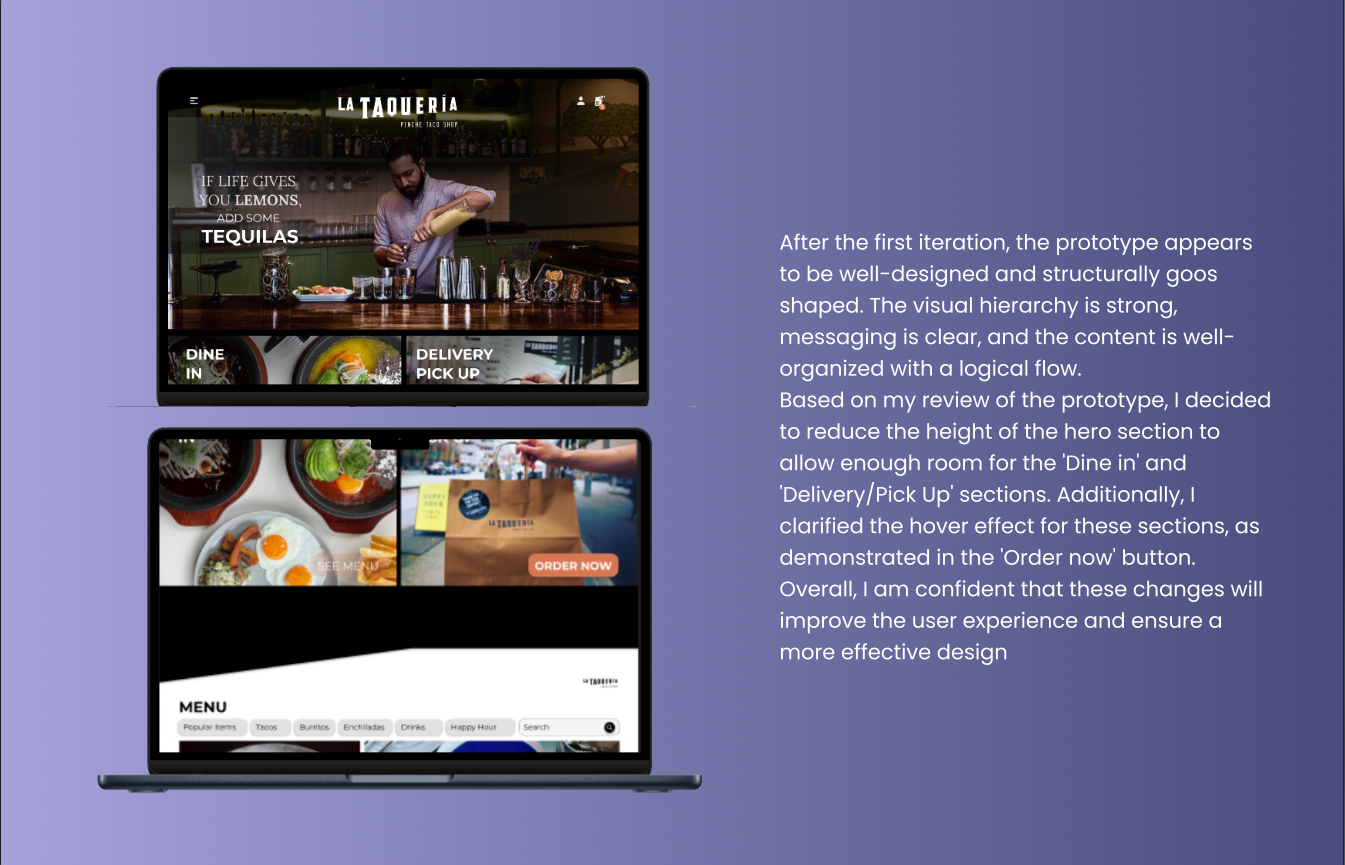 LA TAQUERÍA
PINCHE TACO SHOP
IF LIFE GIVES
YOU LEMONS,
ADD SOME
TEQUILAS
DINE
IN
DELIVERY
PICK UP
IN
LA TAQUERÍA
SEE MENU
ORDER NOW
LA TAQUERÍA
MENU
Popular Items
Tacos
Burritos
Enchiladas
Drinks
Happy Hour
Search
After the first iteration, the prototype appears
to be well-designed and structurally goos
shaped. The visual hierarchy is strong,
messaging is clear, and the content is well-
organized with a logical flow.
Based on my review of the prototype, I decided
to reduce the height of the hero section to
allow enough room for the 'Dine in' and
'Delivery/Pick Up' sections. Additionally, I
clarified the hover effect for these sections, as
demonstrated in the 'Order now' button.
Overall, I am confident that these changes will
improve the user experience and ensure a
more effective design